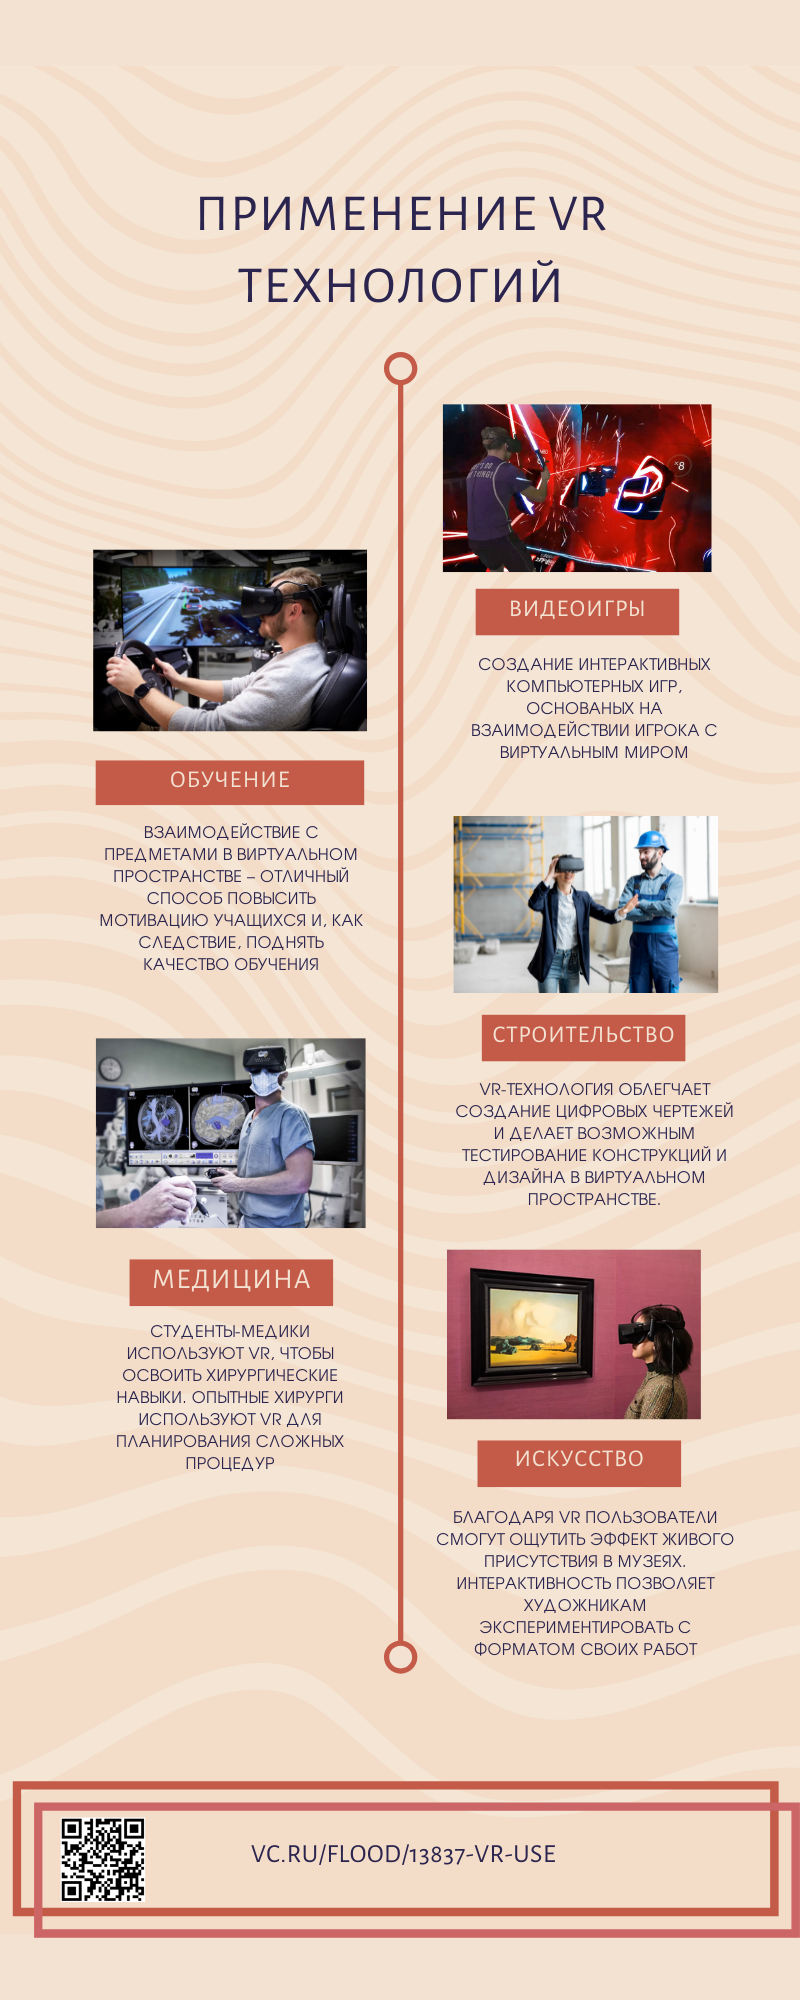 ПРИМЕНЕНИЕ VR
ТЕХНОЛОГИЙ
ВИДЕОИГРЫ
СОЗДАНИЕ ИНТЕРАКТИВНЫХ
КОМПЬЮТЕРНЫХ ИГР,
ОСНОВАНЫХ НА
ВЗАИМОДЕЙСТВИИ ИГРОКА С
ВИРТУАЛЬНЫМ МИРОМ
ОБУЧЕНИЕ
ВЗАИМОДЕЙСТВИЕ С
ПРЕДМЕТАМИ В ВИРТУАЛЬНОМ
ПРОСТРАНСТВЕ – ОТЛИЧНЫЙ
СПОСОБ ПОВЫСИТЬ
МОТИВАЦИЮ УЧАЩИХСЯ И, КАК
СЛЕДСТВИЕ, ПОДНЯТЬ
КАЧЕСТВО ОБУЧЕНИЯ
СТРОИТЕЛЬСТВО
VR-ТЕХНОЛОГИЯ ОБЛЕГЧАЕТ
СОЗДАНИЕ ЦИФРОВЫХ ЧЕРТЕЖЕЙ
И ДЕЛАЕТ ВОЗМОЖНЫМ
ТЕСТИРОВАНИЕ КОНСТРУКЦИЙ И
ДИЗАЙНА В ВИРТУАЛЬНОМ
ПРОСТРАНСТВЕ.
МЕДИЦИНА
СТУДЕНТЫ-МЕДИКИ
ИСПОЛЬЗУЮТ VR, ЧТОБЫ
ОСВОИТЬ ХИРУРГИЧЕСКИЕ
НАВЫКИ. ОПЫТНЫЕ ХИРУРГИ
ИСПОЛЬЗУЮТ VR ДЛЯ
ПЛАНИРОВАНИЯ СЛОЖНЫХ
ПРОЦЕДУР
ИСКУССТВО
БЛАГОДАРЯ VR ПОЛЬЗОВАТЕЛИ
СМОГУТ ОЩУТИТЬ ЭФФЕКТ ЖИВОГО
ПРИСУТСТВИЯ В МУЗЕЯХ.
ИНТЕРАКТИВНОСТЬ ПОЗВОЛЯЕТ
ХУДОЖНИКАМ
ЭКСПЕРИМЕНТИРОВАТЬ С
ФОРМАТОМ СВОИХ РАБОТ
VC.RU/FLOOD/13837-VR-USE